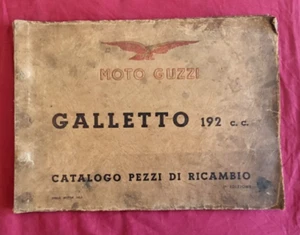 MOTO GUZZI
GALLETTO 192 c.c.
CATALOGO PEZZI DI RICAMBIO